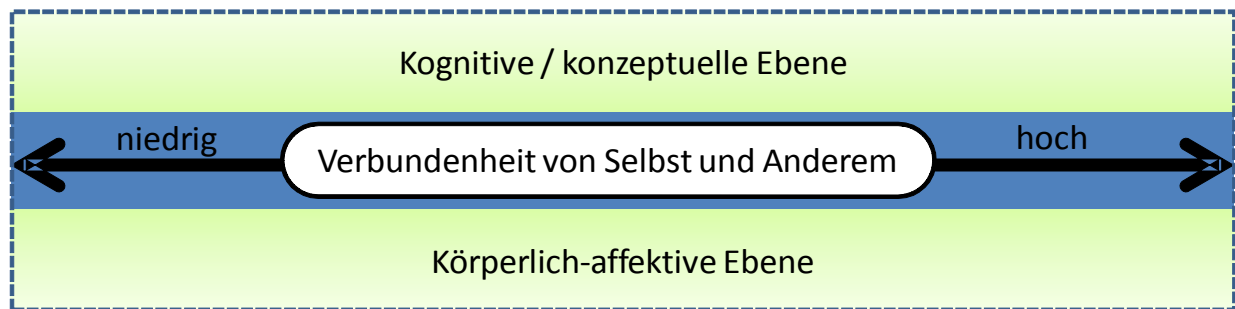 Kognitive / konzeptuelle Ebene
niedrig
Verbundenheit von Selbst und Anderem
hoch
Körperlich-affektive Ebene